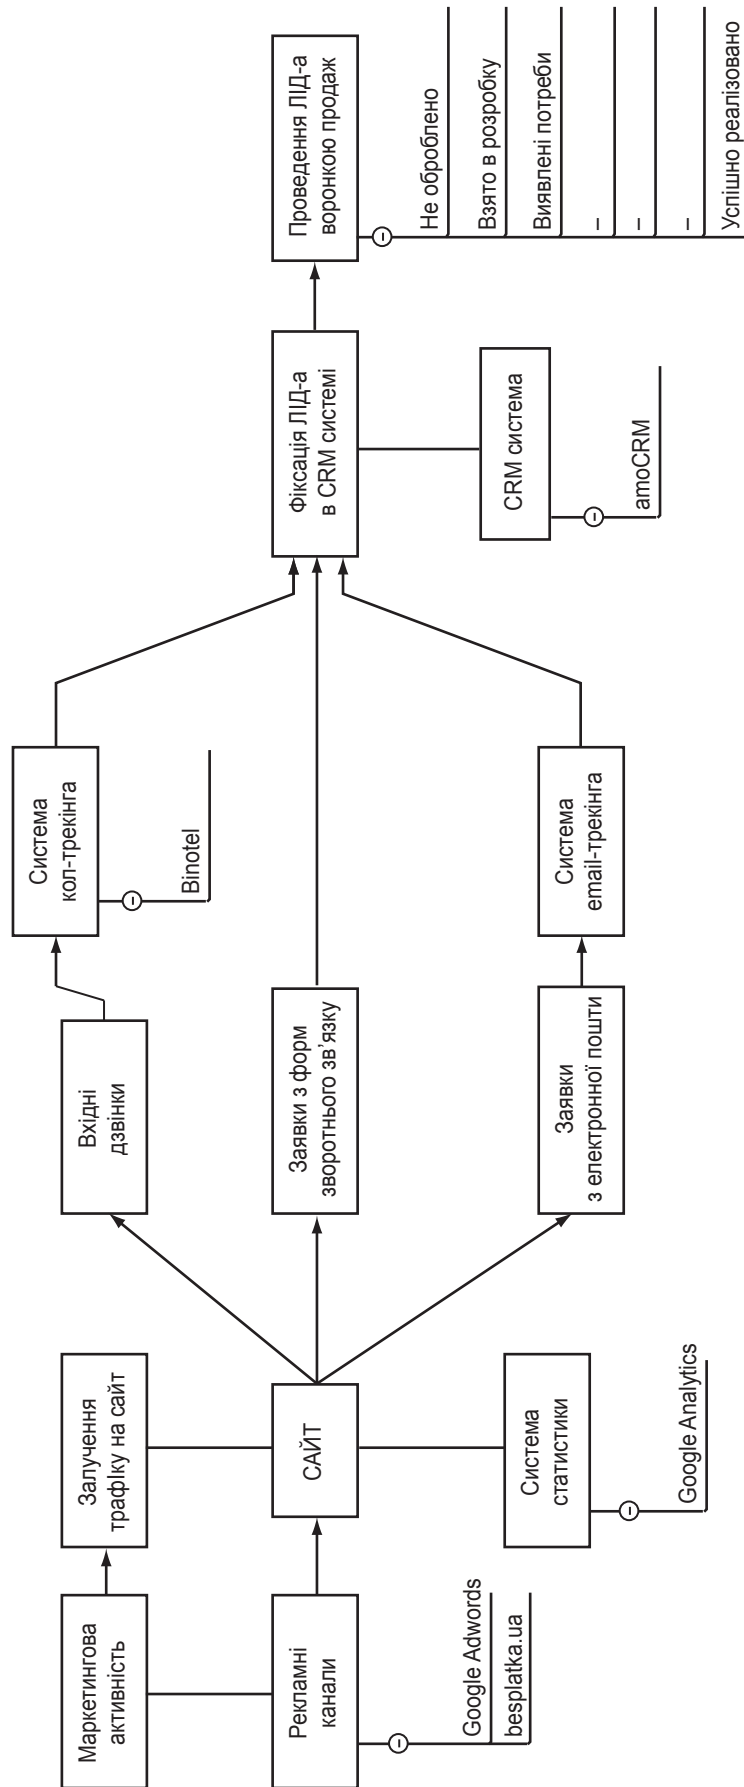 Маркетингова
активність
Залучення
трафІку на сайт
Рекламні
канали
Google Adwords
besplatka.ua
САЙТ
Система
статистики
Google Analytics
Вхідні
дзвінки
Заявки з форм
зворотнього зв'язку
Заявки
з електронної пошти
Система
кол-трекінга
Binotel
Система
email-трекінга
Фіксація ЛІД-а
в CRM системі
CRM система
amoCRM
Проведення ЛІД-а
воронкою продаж
Не оброблено
Взято в розробку
Виявлені потреби
–
–
–
Успішно реалізовано